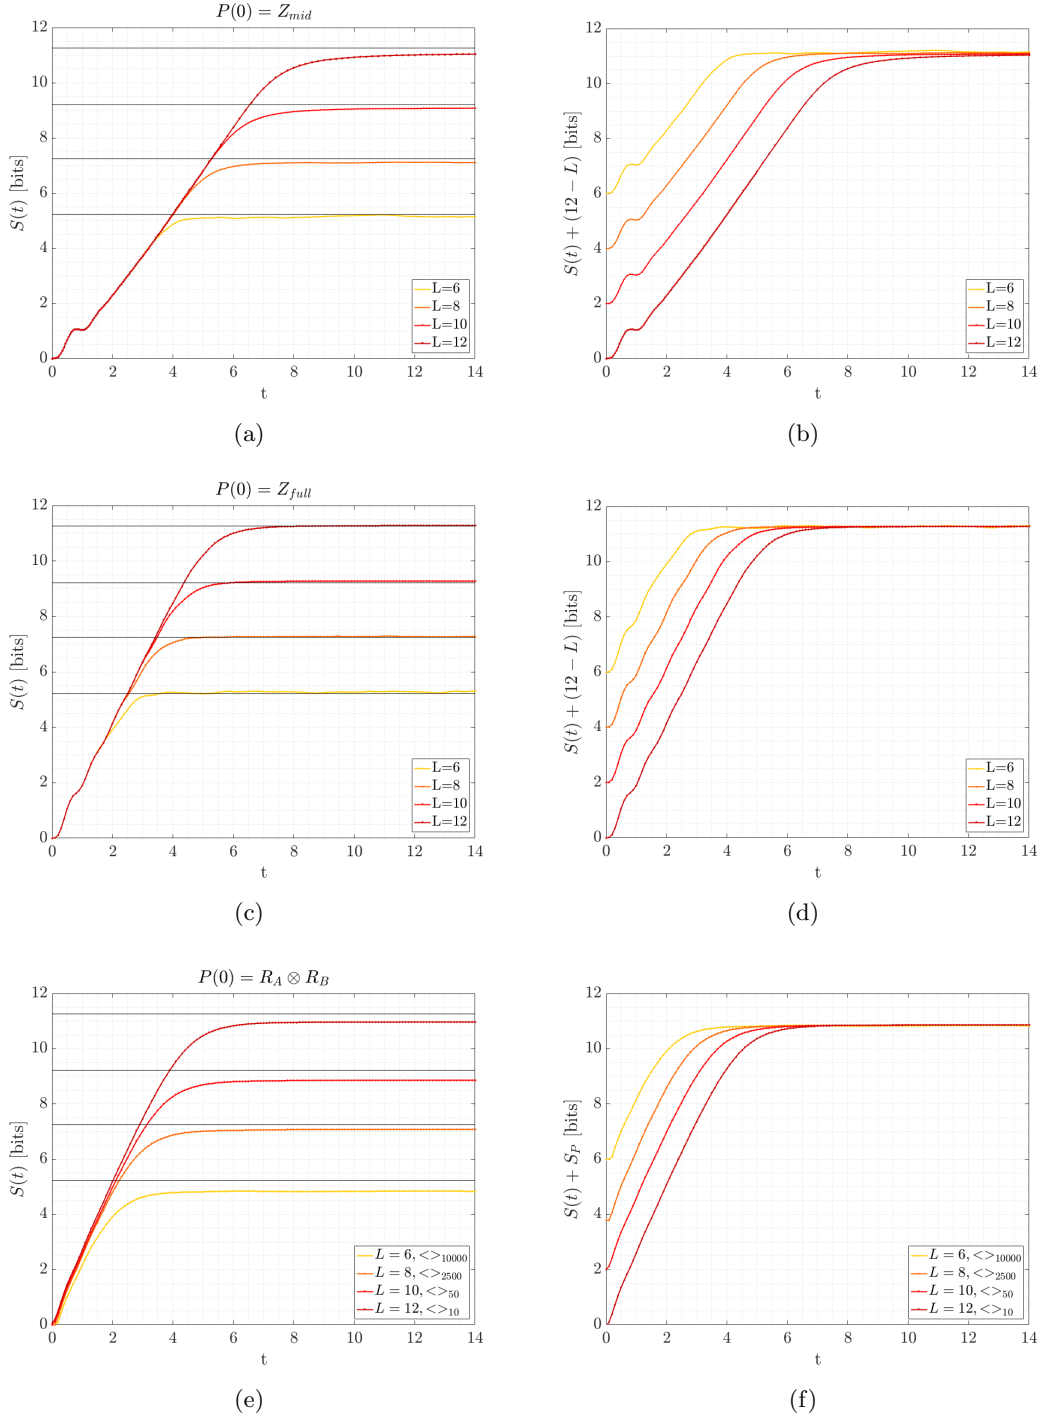 P(0) = Z_mid
12
10
8
6
4
2
0
S(t) [bits]
0 2 4 6 8 10 12 14
t
L=6
L=8
L=10
L=12
(a)
12
10
8
6
4
2
0
S(t) + (12 − L) [bits]
0 2 4 6 8 10 12 14
t
L=6
L=8
L=10
L=12
(b)
P(0) = Z_full
12
10
8
6
4
2
0
S(t) [bits]
0 2 4 6 8 10 12 14
t
L=6
L=8
L=10
L=12
(c)
12
10
8
6
4
2
0
S(t) + (12 − L) [bits]
0 2 4 6 8 10 12 14
t
L=6
L=8
L=10
L=12
(d)
P(0) = R_A ⊗ R_B
12
10
8
6
4
2
0
S(t) [bits]
0 2 4 6 8 10 12 14
t
L = 6, <>_10000
L = 8, <>_2500
L = 10, <>_50
L = 12, <>_10
(e)
12
10
8
6
4
2
0
S(t) + S_P [bits]
0 2 4 6 8 10 12 14
t
L = 6, <>_10000
L = 8, <>_2500
L = 10, <>_50
L = 12, <>_10
(f)